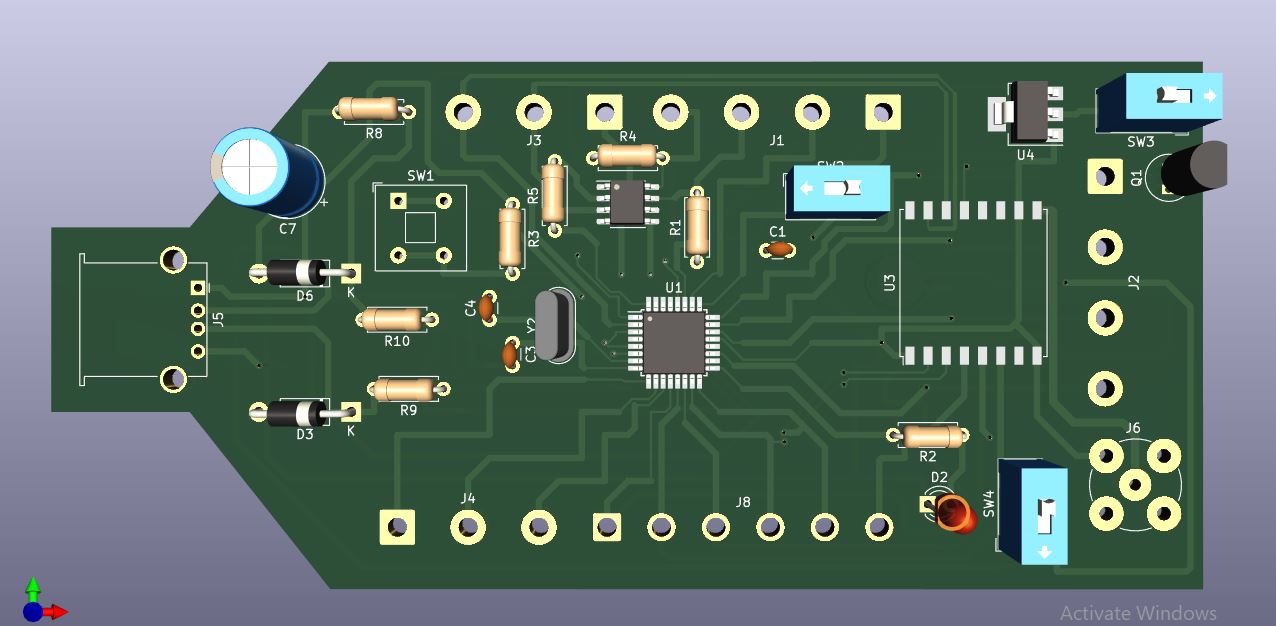 R8
J3
R4
J1
U4
SW3
SW1
SW2
Q1
R5
R3
R1
C1
+
C7
U3
J2
D6
K
U1
J5
C4
Y2
R10
C3
R9
D3
K
R2
J6
D2
SW4
J4
J8
Activate Windows